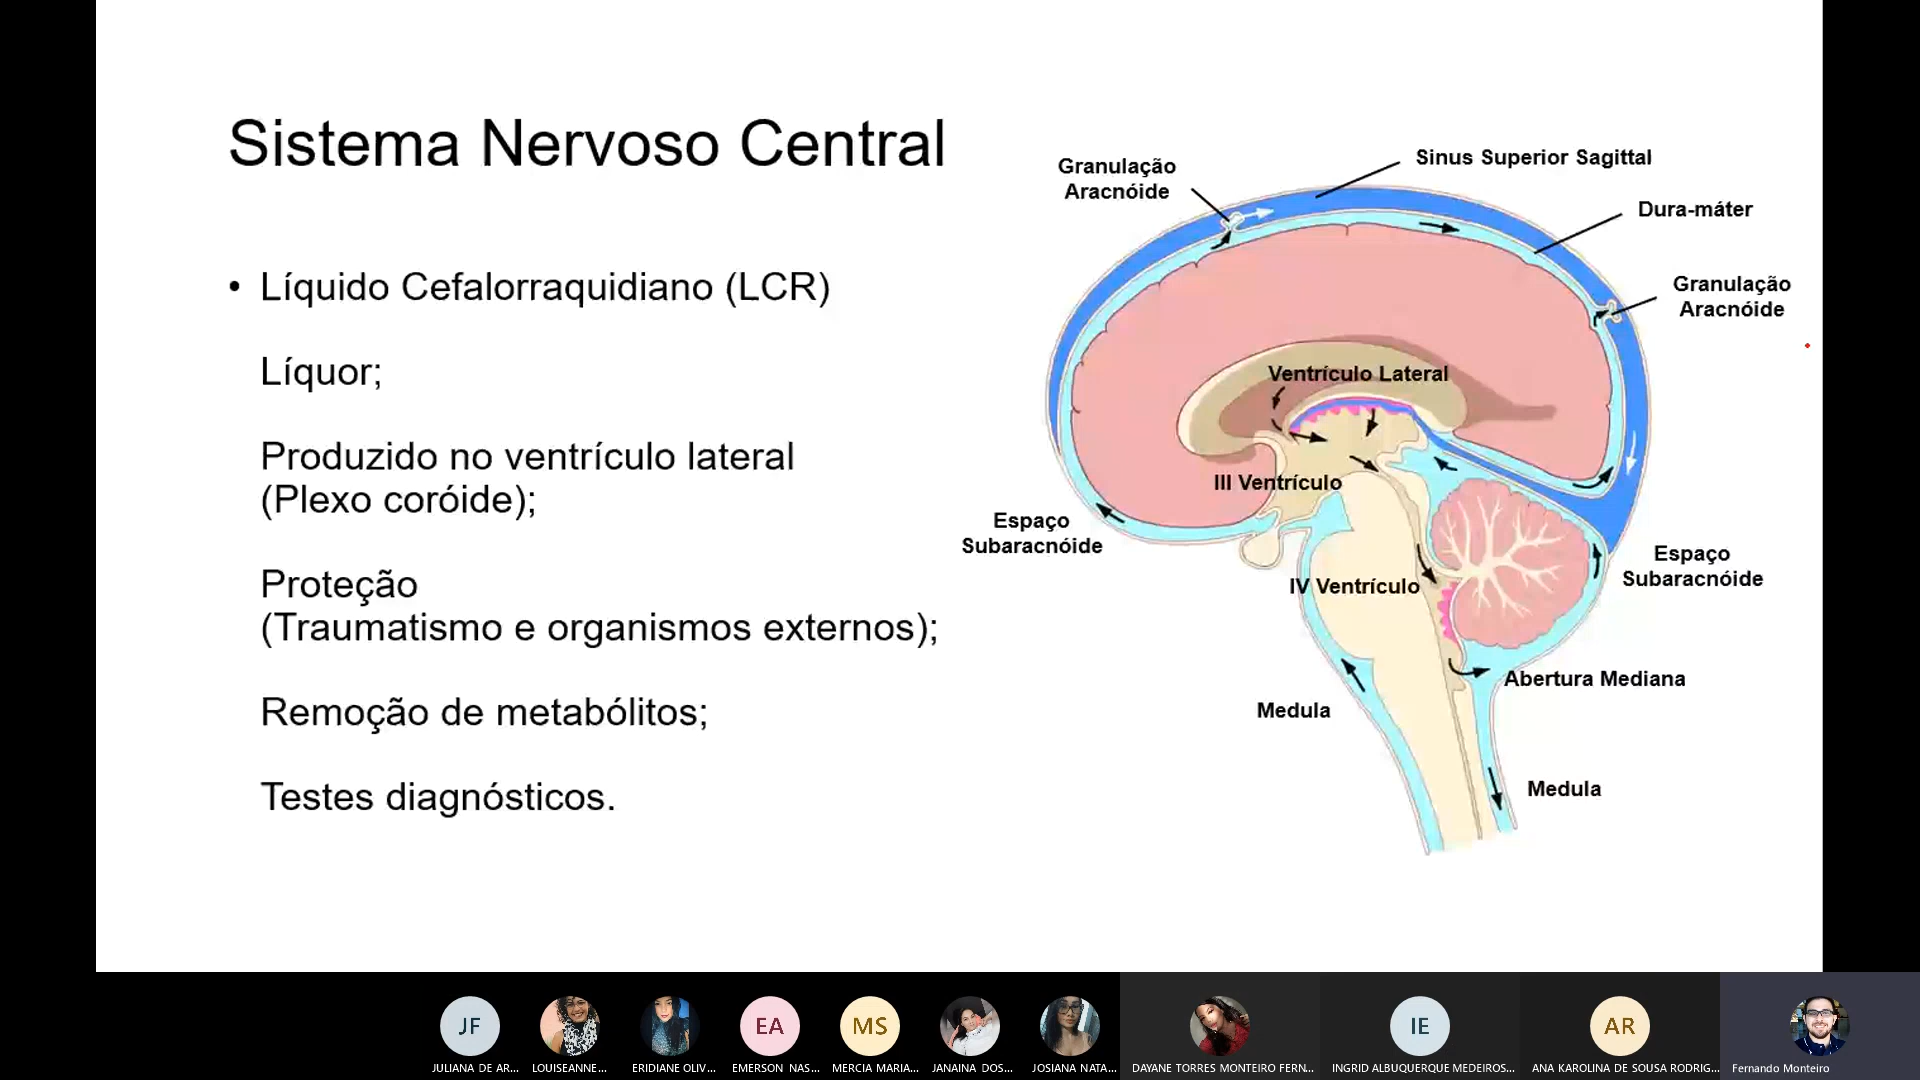 Sistema Nervoso Central
• Líquido Cefalorraquidiano (LCR)
Líquor;
Produzido no ventrículo lateral
(Plexo coróide);
Proteção
(Traumatismo e organismos externos);
Remoção de metabólitos;
Testes diagnósticos.
Granulação
Aracnóide
Sinus Superior Sagittal
Dura-máter
Granulação
Aracnóide
Ventrículo Lateral
III Ventrículo
Espaço
Subaracnóide
IV Ventrículo
Espaço
Subaracnóide
Abertura Mediana
Medula
Medula
JF
EA
MS
IE
AR
JULIANA DE AR...
LOUISEANNE...
ERIDIANE OLIV...
EMERSON NAS...
MERCIA MARIA...
JANAINA DOS...
JOSIANA NATA...
DAYANE TORRES MONTEIRO FERN...
INGRID ALBUQUERQUE MEDEIROS...
ANA KAROLINA DE SOUSA RODRIG...
Fernando Monteiro